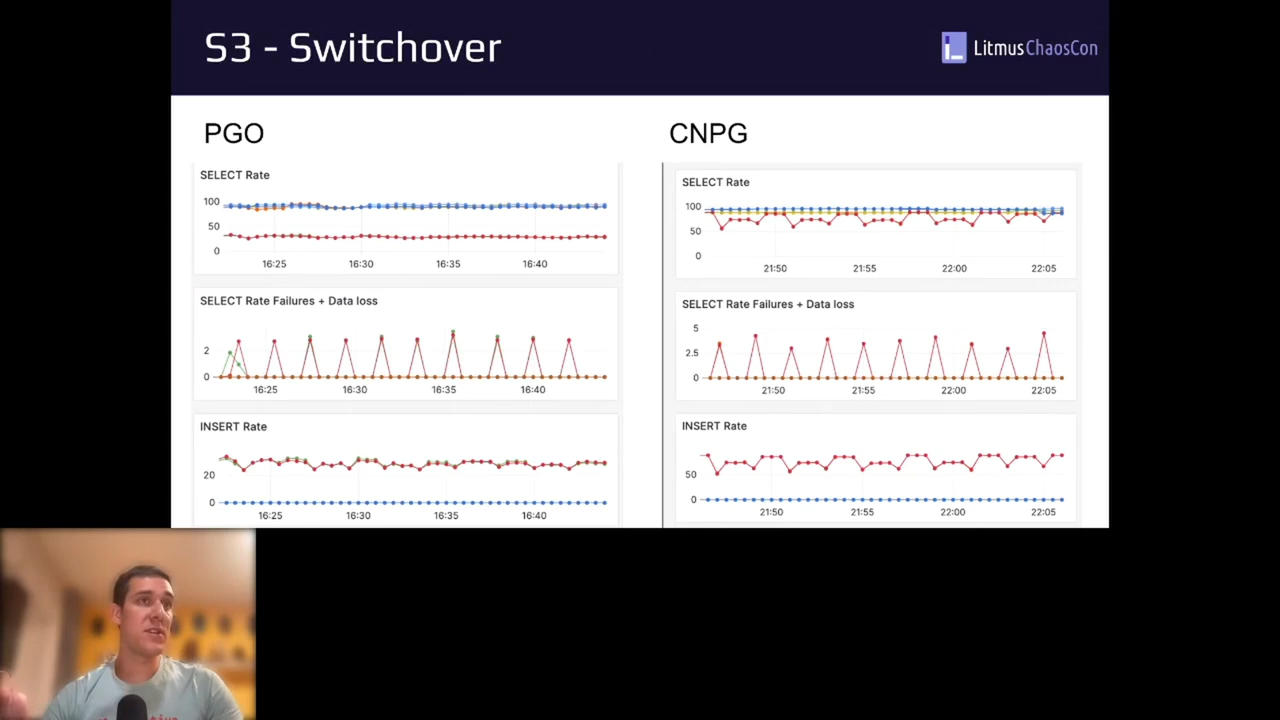 S3 - Switchover
LitmusChaosCon
PGO
SELECT Rate
100
50
0
16:25 16:30 16:35 16:40
SELECT Rate Failures + Data loss
2
0
16:25 16:30 16:35 16:40
INSERT Rate
20
0
16:25 16:30 16:35 16:40
CNPG
SELECT Rate
100
50
0
21:50 21:55 22:00 22:05
SELECT Rate Failures + Data loss
5
2.5
0
21:50 21:55 22:00 22:05
INSERT Rate
50
0
21:50 21:55 22:00 22:05